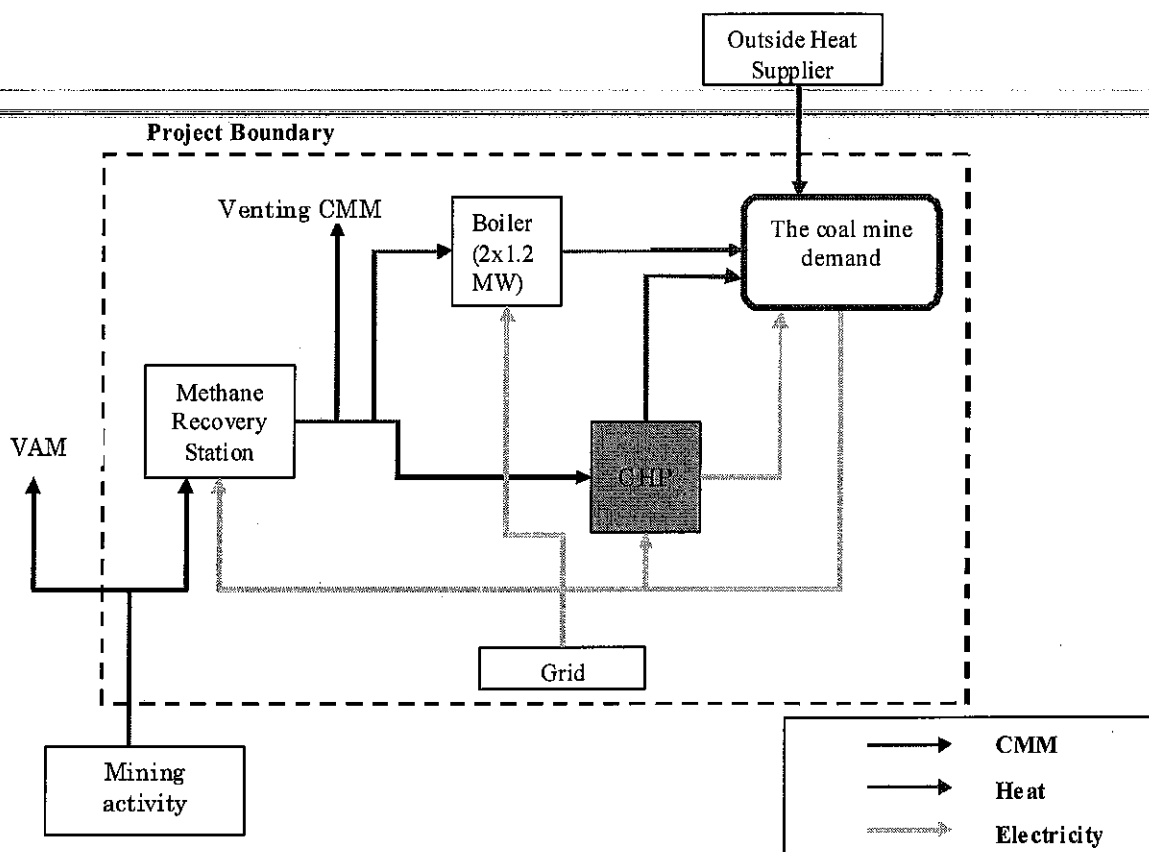 Outside Heat
Supplier
Project Boundary
Venting CMM
Boiler
(2x1.2
MW)
The coal mine
demand
Methane
Recovery
Station
VAM
CHP
Grid
Mining
activity
CMM
Heat
Electricity